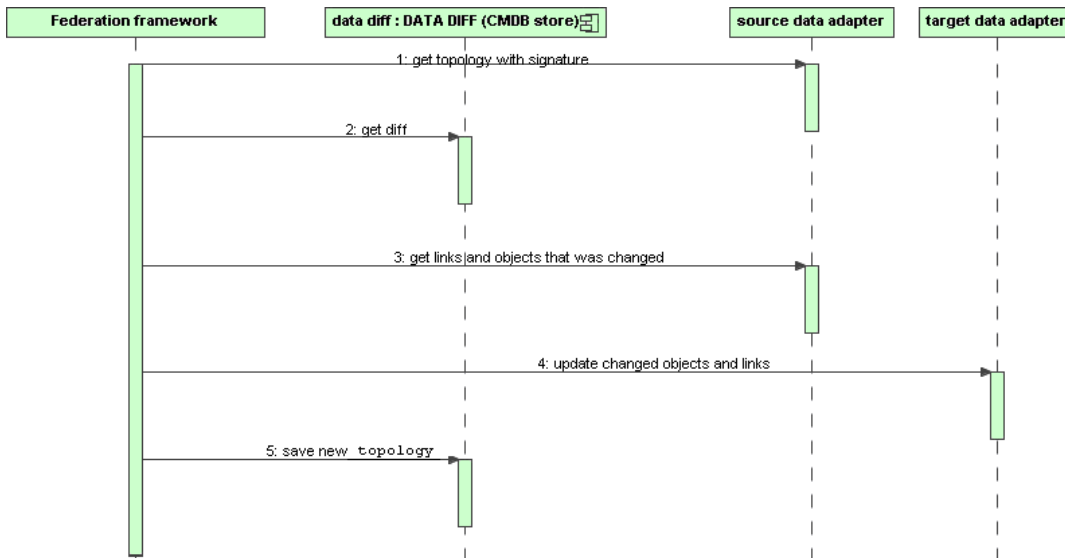 Federation framework
data diff : DATA DIFF (CMDB store)
source data adapter
target data adapter
1: get topology with signature
2: get diff
3: get links and objects that was changed
4: update changed objects and links
5: save new topology